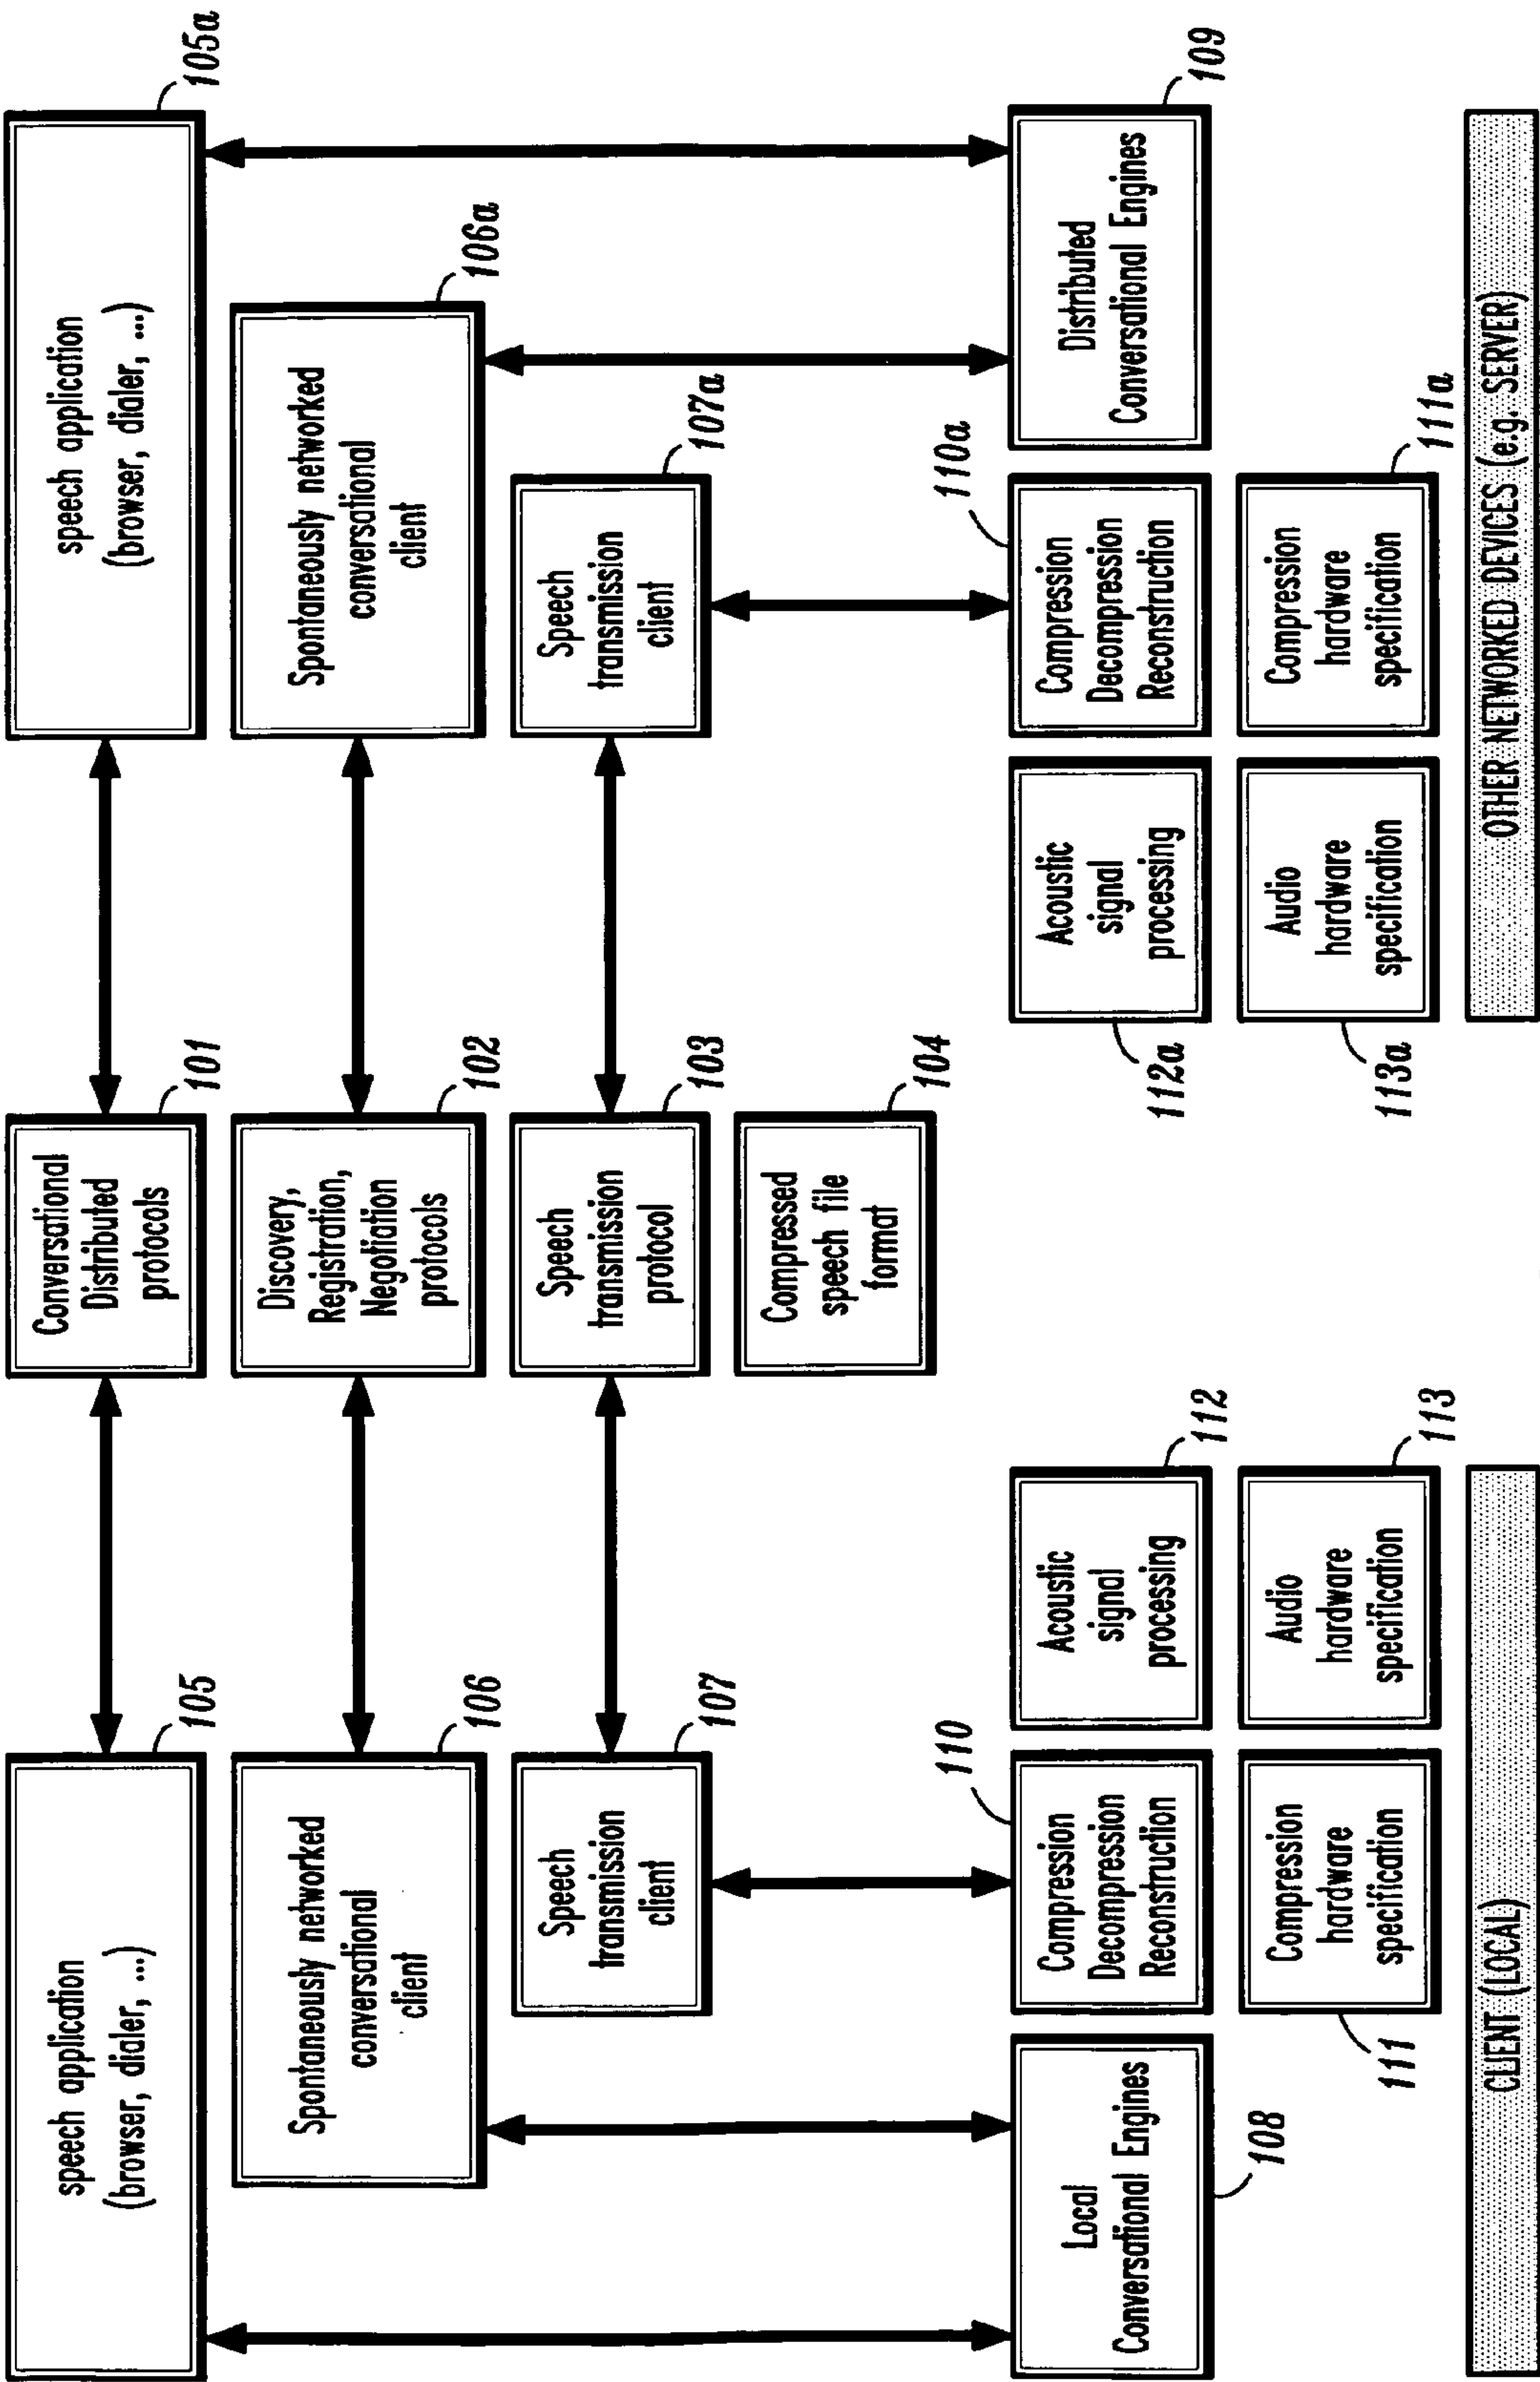 speech application
(browser, dialer, ...)
105
Conversational
Distributed
protocols
101
speech application
(browser, dialer, ...)
105a
Spontaneously networked
conversational
client
106
Discovery,
Registration,
Negotiation
protocols
102
Spontaneously networked
conversational
client
106a
Speech
transmission
client
107
Speech
transmission
protocol
103
Speech
transmission
client
107a
Compressed
speech file
format
104
Local
Conversational Engines
108
Compression
Decompression
Reconstruction
110
Acoustic
signal
processing
112
Acoustic
signal
processing
112a
Compression
Decompression
Reconstruction
110a
Distributed
Conversational Engines
109
Compression
hardware
specification
111
Audio
hardware
specification
113
Audio
hardware
specification
113a
Compression
hardware
specification
111a
CLIENT (LOCAL)
OTHER NETWORKED DEVICES (e.g. SERVER)